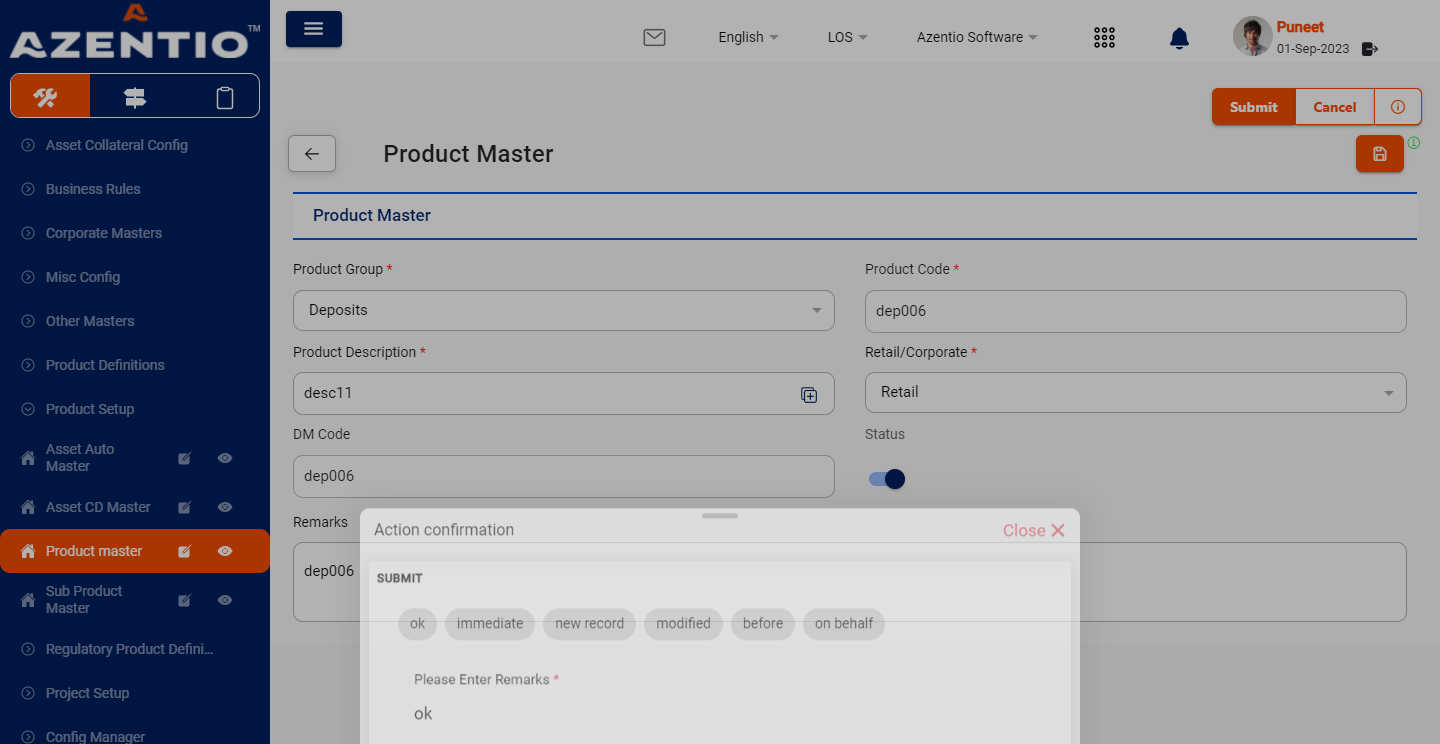 AZENTIO™
English
LOS
Azentio Software
Puneet
01-Sep-2023
Submit
Cancel
Product Master
Asset Collateral Config
Business Rules
Corporate Masters
Misc Config
Other Masters
Product Definitions
Product Setup
Asset Auto
Master
Asset CD Master
Product master
Sub Product
Master
Regulatory Product Defini...
Project Setup
Config Manager
Product Master
Product Group *
Deposits
Product Code *
dep006
Product Description *
desc11
Retail/Corporate *
Retail
DM Code
dep006
Status
Remarks
dep006
Action confirmation
Close
SUBMIT
ok
immediate
new record
modified
before
on behalf
Please Enter Remarks *
ok